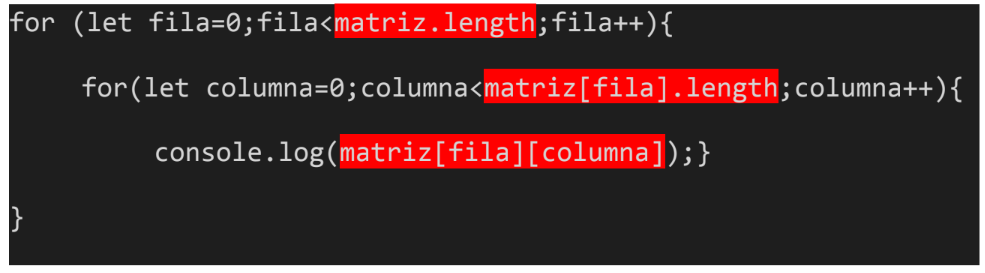 for (let fila=0;fila<matriz.length;fila++){
for(let columna=0;columna<matriz[fila].length;columna++){
console.log(matriz[fila][columna]);}
}